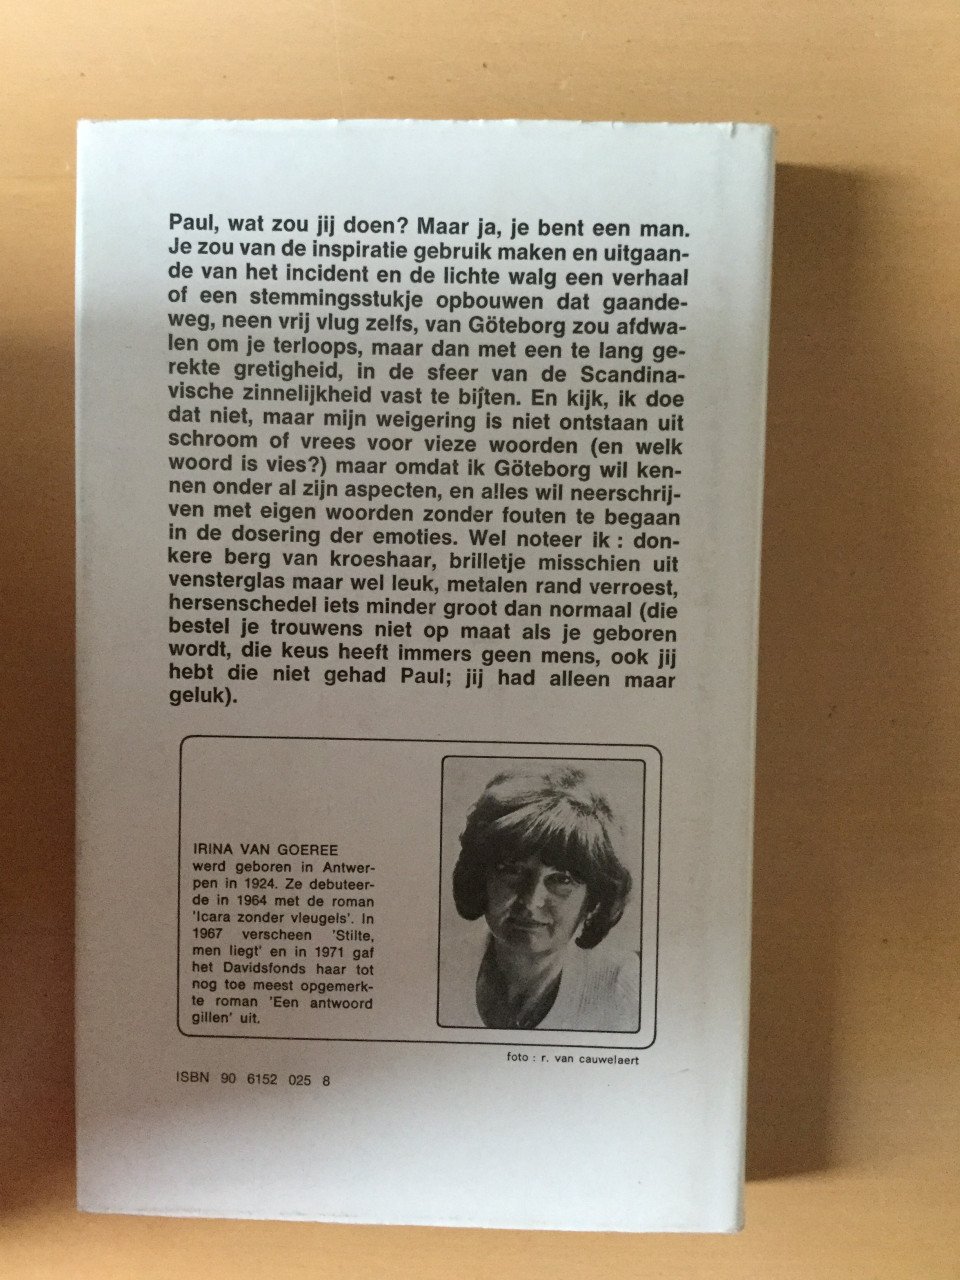 Paul, wat zou jij doen? Maar ja, je bent een man.
Je zou van de inspiratie gebruik maken en uitgaan-
de van het incident en de lichte walg een verhaal
of een stemmingsstukje opbouwen dat gaande-
weg, neen vrij vlug zelfs, van Göteborg zou afdwa-
len om je terloops, maar dan met een te lang ge-
rekte gretigheid, in de sfeer van de Scandina-
vische zinnelijkheid vast te bijten. En kijk, ik doe
dat niet, maar mijn weigering is niet ontstaan uit
schroom of vrees voor vieze woorden (en welk
woord is vies?) maar omdat ik Göteborg wil ken-
nen onder al zijn aspecten, en alles wil neerschrij-
ven met eigen woorden zonder fouten te begaan
in de dosering der emoties. Wel noteer ik : don-
kere berg van kroeshaar, brilletje misschien uit
vensterglas maar wel leuk, metalen rand verroest,
hersenschedel iets minder groot dan normaal (die
bestel je trouwens niet op maat als je geboren
wordt, die keus heeft immers geen mens, ook jij
hebt die niet gehad Paul; jij had alleen maar
geluk).
IRINA VAN GOEREE
werd geboren in Antwer-
pen in 1924. Ze debuteer-
de in 1964 met de roman
'Icara zonder vleugels'. In
1967 verscheen 'Stilte,
men liegt' en in 1971 gaf
het Davidsfonds haar tot
nog toe meest opgemerk-
te roman 'Een antwoord
gillen' uit.
foto : r. van cauwelaert
ISBN 90 6152 025 8